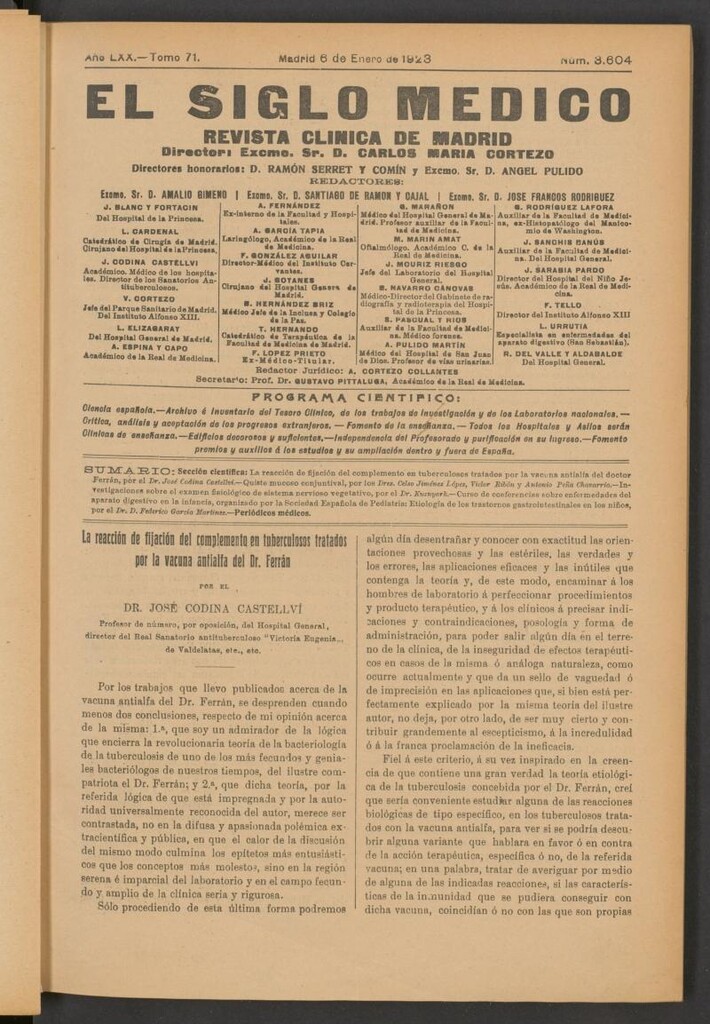 Año LXX.—Tomo 71. Madrid 6 de Enero de 1923 Núm. 3.604
EL SIGLO MEDICO
REVISTA CLINICA DE MADRID
Director: Excmo. Sr. D. CARLOS MARIA CORTEZO
Directores honorarios: D. RAMÓN SERRET Y COMÍN y Excmo. Sr. D. ANGEL PULIDO
REDACTORES:
Excmo. Sr. D. AMALIO GIMENO | Excmo. Sr. D. SANTIAGO DE RAMON Y CAJAL | Excmo. Sr. D. JOSE FRANCOS RODRIGUEZ
J. BLANC Y FORTACIN
Del Hospital de la Princesa.
L. CARDENAL
Catedrático de Cirugía de Madrid.
Cirujano del Hospital de la Princesa.
J. CODINA CASTELLVI
Académico. Médico de los hospita-
les. Director de los Sanatorios An-
tituberculosos.
V. CORTEZO
Jefe del Parque Sanitario de Madrid.
Del Instituto Alfonso XIII.
L. ELIZAGARAY
Del Hospital General de Madrid.
A. ESPINA Y CAPO
Académico de la Real de Medicina.
A. FERNÁNDEZ
Ex-interno de la Facultad y Hospi-
tales.
A. GARCÍA TAPIA
Laringólogo, Académico de la Real
de Medicina.
F. GONZÁLEZ AGUILAR
Director-Médico del Instituto Cer-
vantes.
J. GOYANES
Cirujano del Hospital General de
Madrid.
B. HERNÁNDEZ BRIZ
Médico Jefe de la Inclusa y Colegio
de la Paz.
T. HERNANDO
Catedrático de Terapéutica de la
Facultad de Medicina de Madrid.
F. LOPEZ PRIETO
Ex-Médico-Titular.
G. MARAÑON
Médico del Hospital General de Ma-
drid. Profesor auxiliar de la Facul-
tad de Medicina.
M. MARIN AMAT
Oftalmólogo. Académico C. de la
Real de Medicina.
J. MOURIZ RIESGO
Jefe del Laboratorio del Hospital
General.
B. NAVARRO CÁNOVAS
Médico-Director del Gabinete de ra-
diografía y radioterapia del Hospi-
tal de la Princesa.
S. PASCUAL Y RIOS
Auxiliar de la Facultad de Medici-
na. Médico forense.
A. PULIDO MARTÍN
Médico del Hospital de San Juan
de Dios. Profesor de vías urinarias.
G. RODRÍGUEZ LAFORA
Auxiliar de la Facultad de Medici-
na, ex-Histopatólogo del Manico-
mio de Washington.
J. SANCHIS BANÚS
Auxiliar de la Facultad de Medici-
na. Del Hospital General.
J. SARABIA PARDO
Director del Hospital del Niño Je-
sús. Académico de la Real de Medi-
cina.
F. TELLO
Director del Instituto Alfonso XIII
L. URRUTIA
Especialista en enfermedades del
aparato digestivo (San Sebastián).
R. DEL VALLE Y ALDABALDE
Del Hospital General.
Redactor Jurídico: A. CORTEZO COLLANTES
Secretario: Prof. Dr. GUSTAVO PITTALUGA, Académico de la Real de Medicina.
PROGRAMA CIENTIFICO:
Ciencia española.—Archivo é Inventario del Tesoro Clínico, de los trabajos de Investigación y de los Laboratorios nacionales.—
Crítica, análisis y aceptación de los progresos extranjeros. — Fomento de la enseñanza. — Todos los Hospitales y Asilos serán
Clínicas de enseñanza.—Edificios decorosos y suficientes.—Independencia del Profesorado y purificación en su Ingreso.—Fomento
premios y auxilios á los estudios y su ampliación dentro y fuera de España.
SUMARIO: Sección científica: La reacción de fijación del complemento en tuberculosos tratados por la vacuna antialfa del doctor
Ferrán, por el Dr. José Codina Castellví.—Quiste mucoso conjuntival, por los Dres. Celso Jiménez López, Víctor Ribón y Antonio Peña Chavarría.—In-
vestigaciones sobre el examen fisiológico de sistema nervioso vegetativo, por el Dr.
—Curso de conferencias sobre enfermedades del
aparato digestivo en la infancia, organizado por la Sociedad Española de Pediatría: Etiología de los trastornos gastrointestinales en los niños,
por el Dr. D. Federico García Martínez.—Periódicos médicos.
La reacción de fijación del complemento en tuberculosos tratados
por la vacuna antialfa del Dr. Ferrán
POR EL
DR. JOSÉ CODINA CASTELLVÍ
Profesor de número, por oposición, del Hospital General,
director del Real Sanatorio antituberculoso "Victoria Eugenia„
de Valdelatas, etc., etc.
Por los trabajos que llevo publicados acerca de la
vacuna antialfa del Dr. Ferrán, se desprenden cuando
menos dos conclusiones, respecto de mi opinión acerca
de la misma: 1.ª, que soy un admirador de la lógica
que encierra la revolucionaria teoría de la bacteriología
de la tuberculosis de uno de los más fecundos y genia-
les bacteriólogos de nuestros tiempos, del ilustre com-
patriota el Dr. Ferrán; y 2.ª, que dicha teoría, por la
referida lógica de que está impregnada y por la auto-
ridad universalmente reconocida del autor, merece ser
contrastada, no en la difusa y apasionada polémica ex-
tracientífica y pública, en que el calor de la discusión
del mismo modo culmina los epítetos más entusiásti-
cos que los conceptos más molestos, sino en la región
serena é imparcial del laboratorio y en el campo fecun-
do y amplio de la clínica seria y rigurosa.
Sólo procediendo de esta última forma podremos
algún día desentrañar y conocer con exactitud las orien-
taciones provechosas y las estériles, las verdades y
los errores, las aplicaciones eficaces y las inútiles que
contenga la teoría y, de este modo, encaminar á los
hombres de laboratorio á perfeccionar procedimientos
y producto terapéutico, y á los clínicos á precisar indi-
caciones y contraindicaciones, posología y forma de
administración, para poder salir algún día en el terre-
no de la clínica, de la inseguridad de efectos terapéuti-
cos en casos de la misma ó análoga naturaleza, como
ocurre actualmente y que da un sello de vaguedad ó
de imprecisión en las aplicaciones que, si bien está per-
fectamente explicado por la misma teoría del ilustre
autor, no deja, por otro lado, de ser muy cierto y con-
tribuir grandemente al escepticismo, á la incredulidad
ó á la franca proclamación de la ineficacia.
Fiel á este criterio, á su vez inspirado en la creen-
cia de que contiene una gran verdad la teoría etiológi-
ca de la tuberculosis concebida por el Dr. Ferrán, creí
que sería conveniente estudiar alguna de las reacciones
biológicas de tipo específico, en los tuberculosos trata-
dos con la vacuna antialfa, para ver si se podría descu-
brir alguna variante que hablara en favor ó en contra
de la acción terapéutica, específica ó no, de la referida
vacuna; en una palabra, tratar de averiguar por medio
de alguna de las indicadas reacciones, si las caracterís-
ticas de la inmunidad que se pudiera conseguir con
dicha vacuna, coincidían ó no con las que son propias